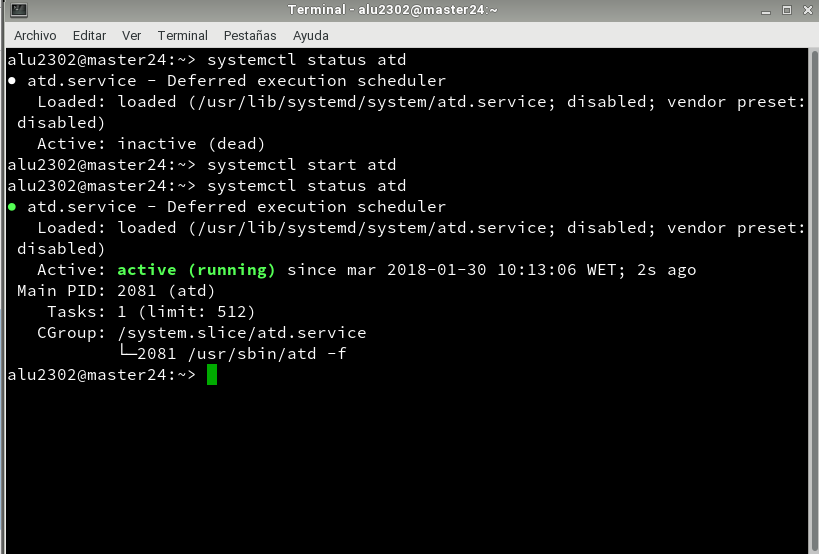 Terminal - alu2302@master24:~
Archivo Editar Ver Terminal Pestañas Ayuda
alu2302@master24:~> systemctl status atd
● atd.service - Deferred execution scheduler
   Loaded: loaded (/usr/lib/systemd/system/atd.service; disabled; vendor preset:
 disabled)
   Active: inactive (dead)
alu2302@master24:~> systemctl start atd
alu2302@master24:~> systemctl status atd
● atd.service - Deferred execution scheduler
   Loaded: loaded (/usr/lib/systemd/system/atd.service; disabled; vendor preset:
 disabled)
   Active: active (running) since mar 2018-01-30 10:13:06 WET; 2s ago
 Main PID: 2081 (atd)
    Tasks: 1 (limit: 512)
   CGroup: /system.slice/atd.service
           └─2081 /usr/sbin/atd -f
alu2302@master24:~>